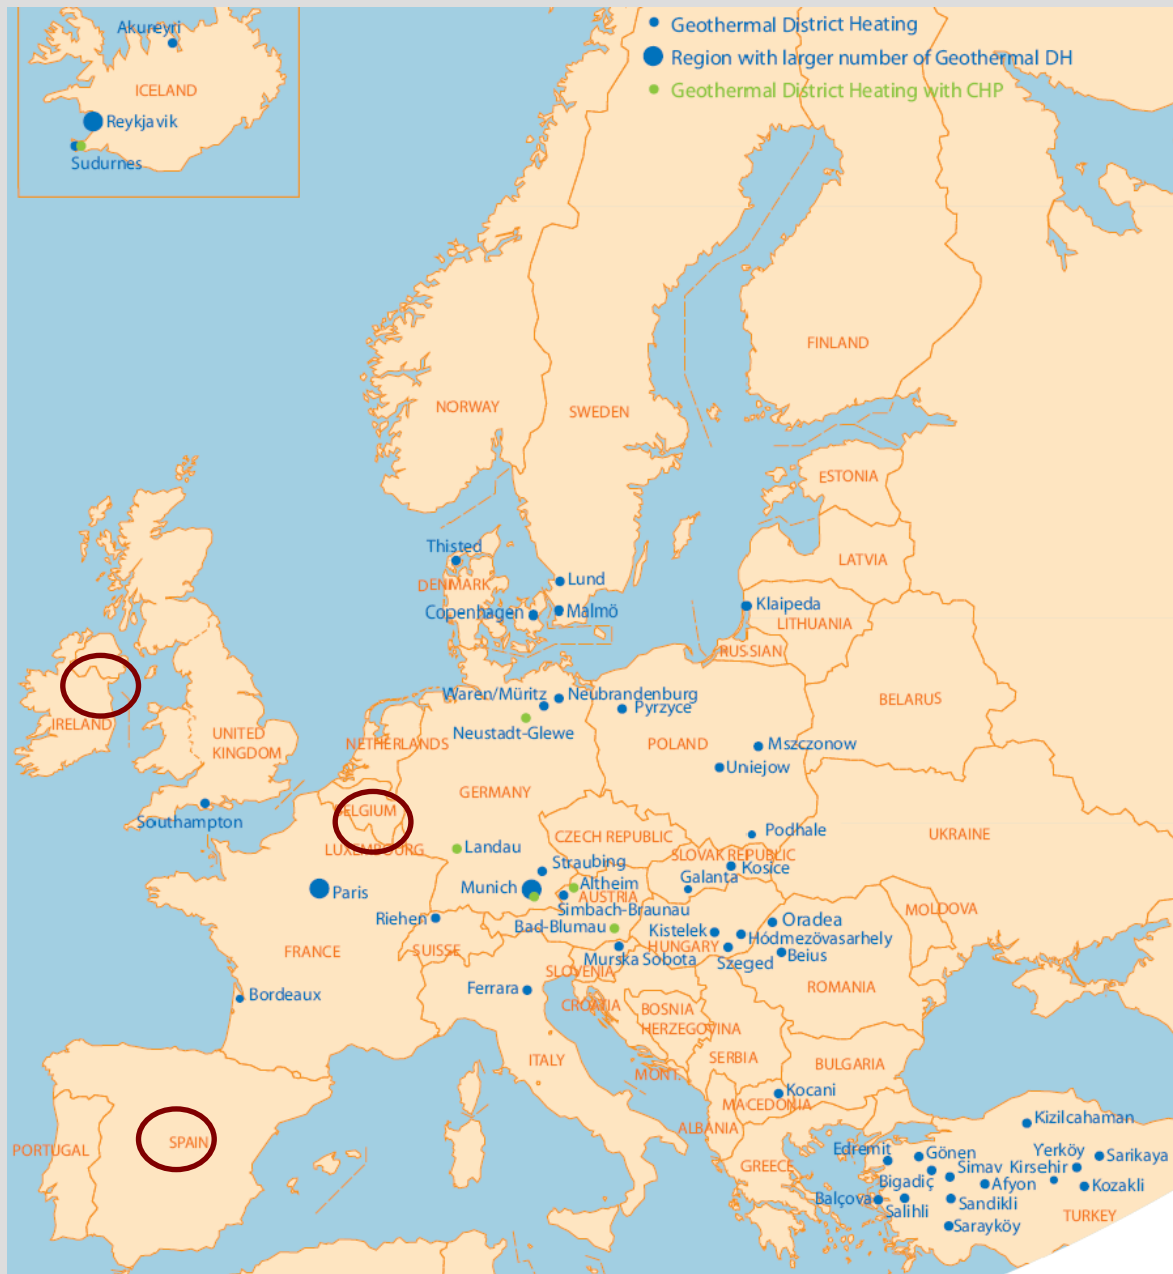 Akureyri
ICELAND
Reykjavik
Sudurnes
Geothermal District Heating
Region with larger number of Geothermal DH
Geothermal District Heating with CHP
FINLAND
NORWAY
SWEDEN
ESTONIA
LATVIA
Thisted
DENMARK
Lund
Copenhagen
Malmö
Klaipeda
LITHUANIA
RUSSIAN
BELARUS
IRELAND
UNITED
KINGDOM
Southampton
NETHERLANDS
Waren/Müritz
Neubrandenburg
Pyrzyce
Neustadt-Glewe
POLAND
Mszczonow
Uniejow
GERMANY
BELGIUM
LUXEMBOURG
Landau
CZECH REPUBLIC
Podhale
UKRAINE
SLOVAK REPUBLIC
Kosice
Galanta
Straubing
Munich
Altheim
AUSTRIA
Simbach-Braunau
Bad-Blumau
Paris
Riehen
SUISSE
FRANCE
Bordeaux
Kistelek
HUNGARY
Hódmezövasarhely
Szeged
Oradea
Beius
MOLDOVA
ROMANIA
Murska Sobota
SLOVENIA
Ferrara
CROATIA
BOSNIA
HERZEGOVINA
SERBIA
BULGARIA
ITALY
MONT.
Kocani
MACEDONIA
ALBANIA
GREECE
PORTUGAL
SPAIN
Kizilcahaman
Edremit
Gönen
Yerköy
Sarikaya
Bigadiç
Simav
Kirsehir
Afyon
Kozakli
Balçova
Salihli
Sandikli
Sarayköy
TURKEY